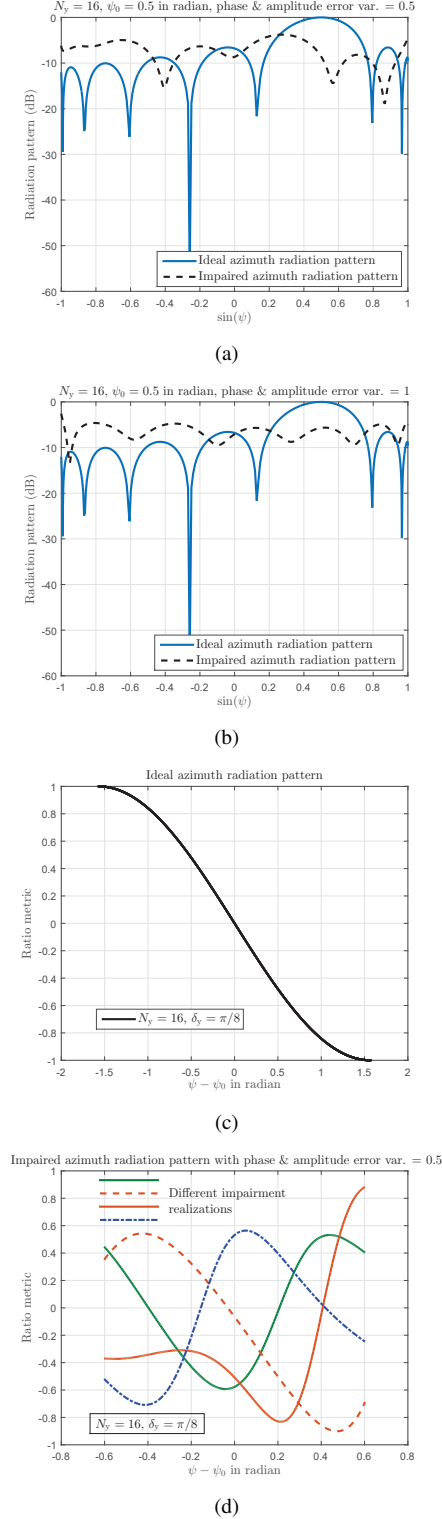 N_y = 16, ψ_0 = 0.5 in radian, phase & amplitude error var. = 0.5
0
-10
-20
-30
-40
-50
-60
Radiation pattern (dB)
Ideal azimuth radiation pattern
Impaired azimuth radiation pattern
-1 -0.8 -0.6 -0.4 -0.2 0 0.2 0.4 0.6 0.8 1
sin(ψ)
(a)
N_y = 16, ψ_0 = 0.5 in radian, phase & amplitude error var. = 1
0
-10
-20
-30
-40
-50
-60
Radiation pattern (dB)
Ideal azimuth radiation pattern
Impaired azimuth radiation pattern
-1 -0.8 -0.6 -0.4 -0.2 0 0.2 0.4 0.6 0.8 1
sin(ψ)
(b)
Ideal azimuth radiation pattern
1
0.8
0.6
0.4
0.2
0
-0.2
-0.4
-0.6
-0.8
-1
Ratio metric
N_y = 16, δ_y = π/8
-2 -1.5 -1 -0.5 0 0.5 1 1.5 2
ψ − ψ_0 in radian
(c)
Impaired azimuth radiation pattern with phase & amplitude error var. = 0.5
1
0.8
0.6
0.4
0.2
0
-0.2
-0.4
-0.6
-0.8
-1
Ratio metric
Different impairment
realizations
N_y = 16, δ_y = π/8
-0.8 -0.6 -0.4 -0.2 0 0.2 0.4 0.6 0.8
ψ − ψ_0 in radian
(d)